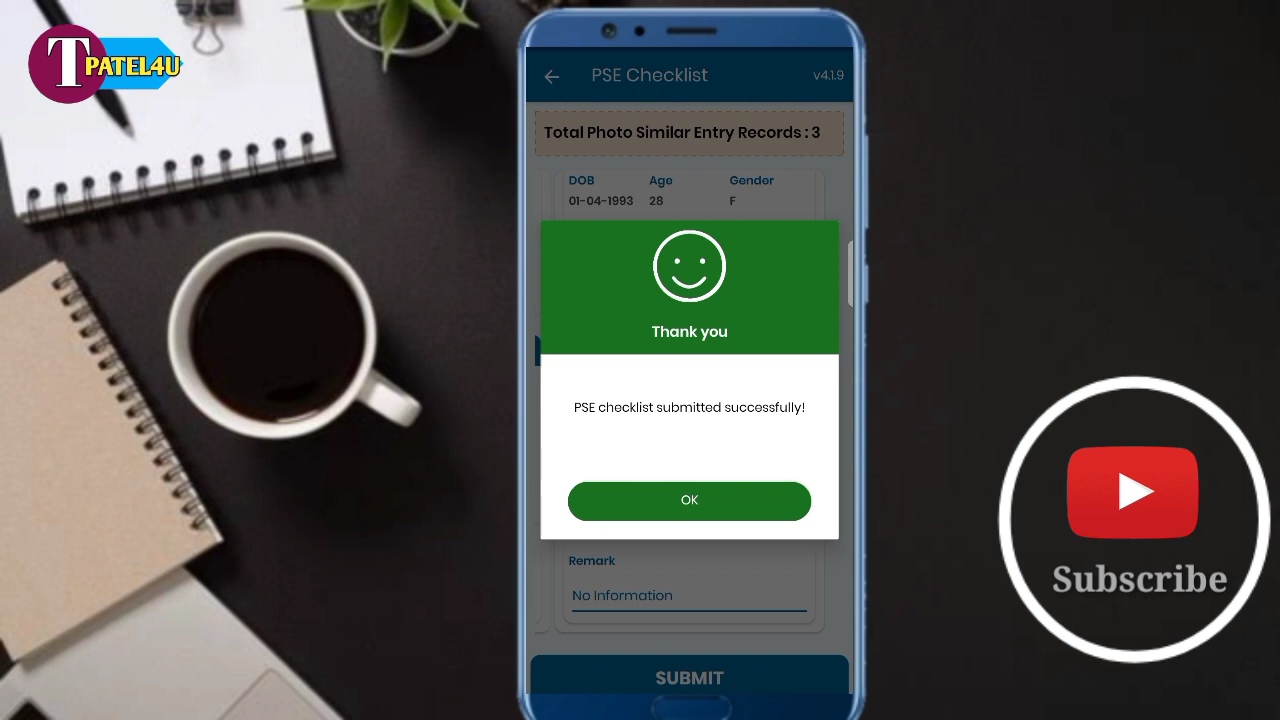 T PATEL4U
PSE Checklist
v4.1.9
Total Photo Similar Entry Records : 3
DOB Age Gender
01-04-1993 28 F
Thank you
PSE checklist submitted successfully!
OK
Remark
No Information
SUBMIT
Subscribe